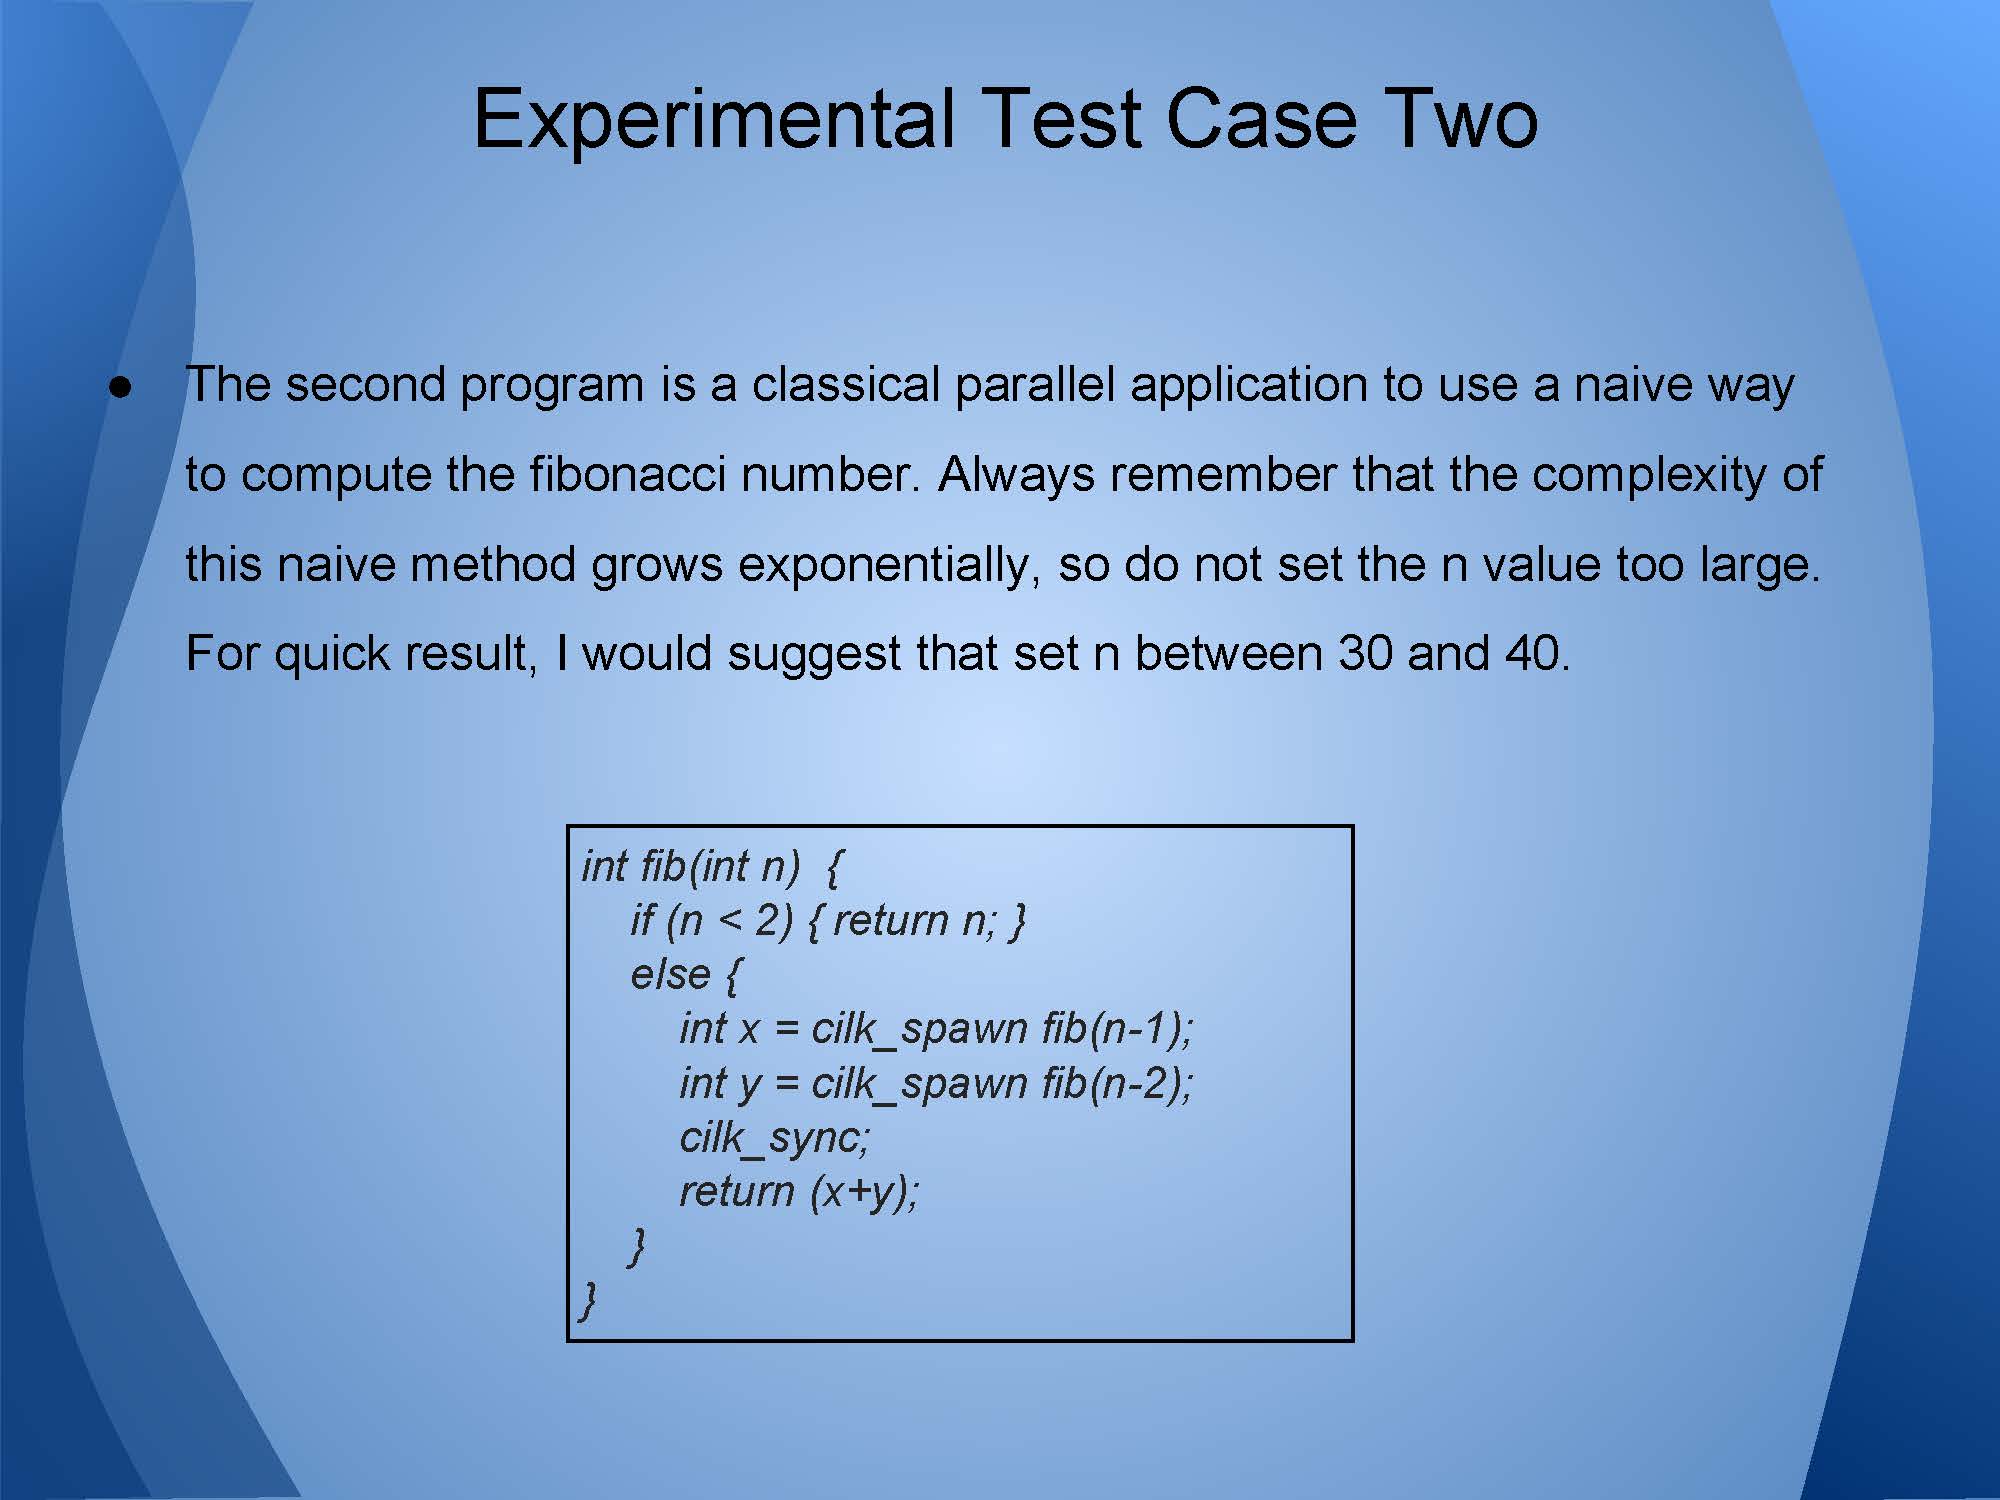 Experimental Test Case Two
● The second program is a classical parallel application to use a naive way
to compute the fibonacci number. Always remember that the complexity of
this naive method grows exponentially, so do not set the n value too large.
For quick result, I would suggest that set n between 30 and 40.
int fib(int n)  {
if (n < 2) { return n; }
else {
int x = cilk_spawn fib(n-1);
int y = cilk_spawn fib(n-2);
cilk_sync;
return (x+y);
}
}